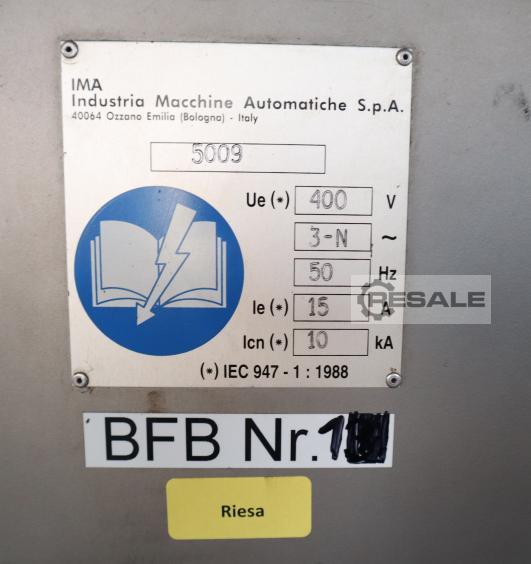 IMA
Industria Macchine Automatiche S.p.A.
40064 Ozzano Emilia (Bologna) - Italy
5009
Ue (*) 400 V
3-N ~
50 Hz
RESALE
Ie (*) 15 A
Icn (*) 10 kA
(*) IEC 947 - 1 : 1988
BFB Nr.1
Riesa